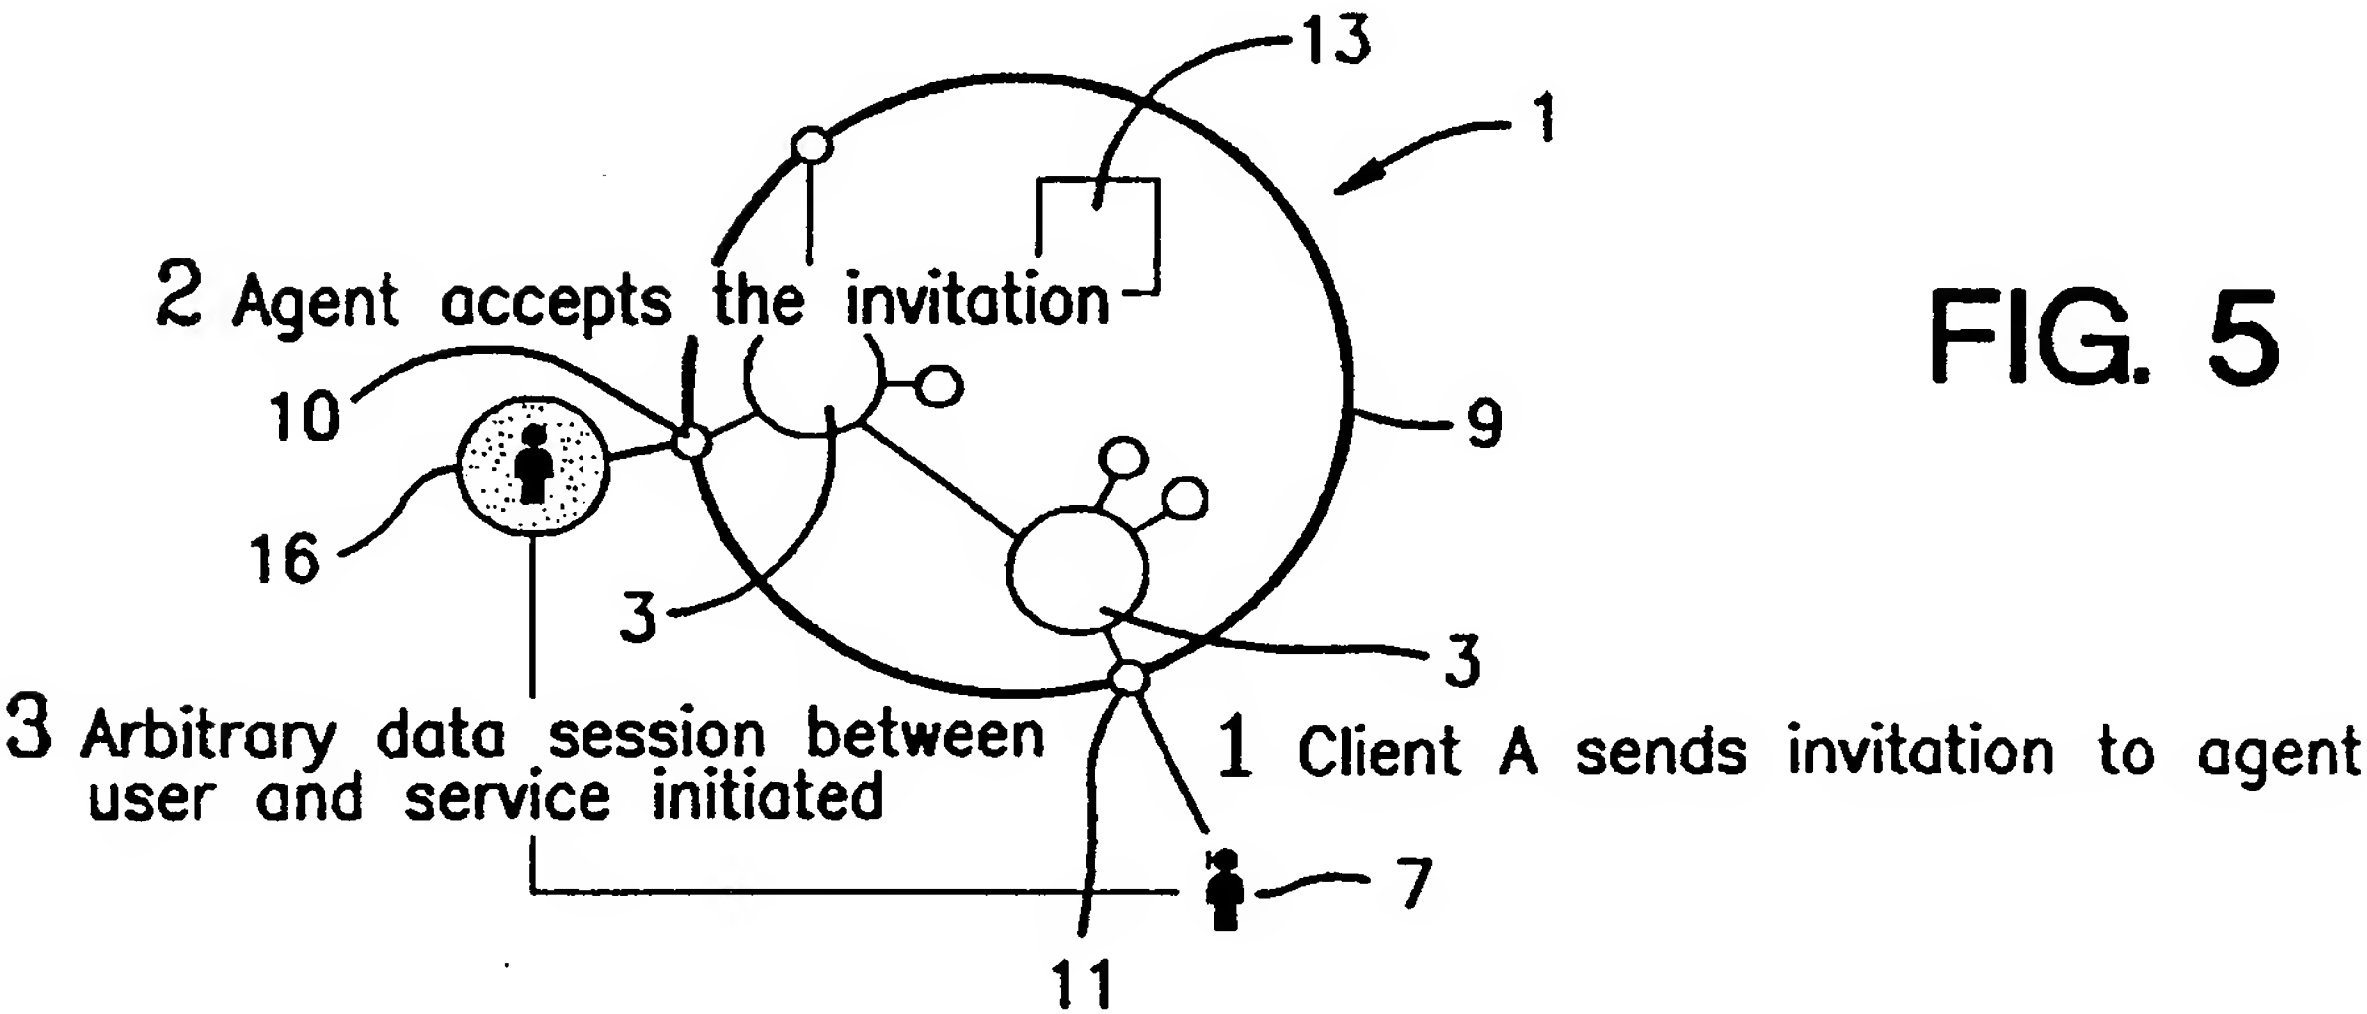 13
1
2 Agent accepts the invitation
FIG. 5
10
9
16
3
3
3 Arbitrary data session between
user and service initiated
1 Client A sends invitation to agent
7
11